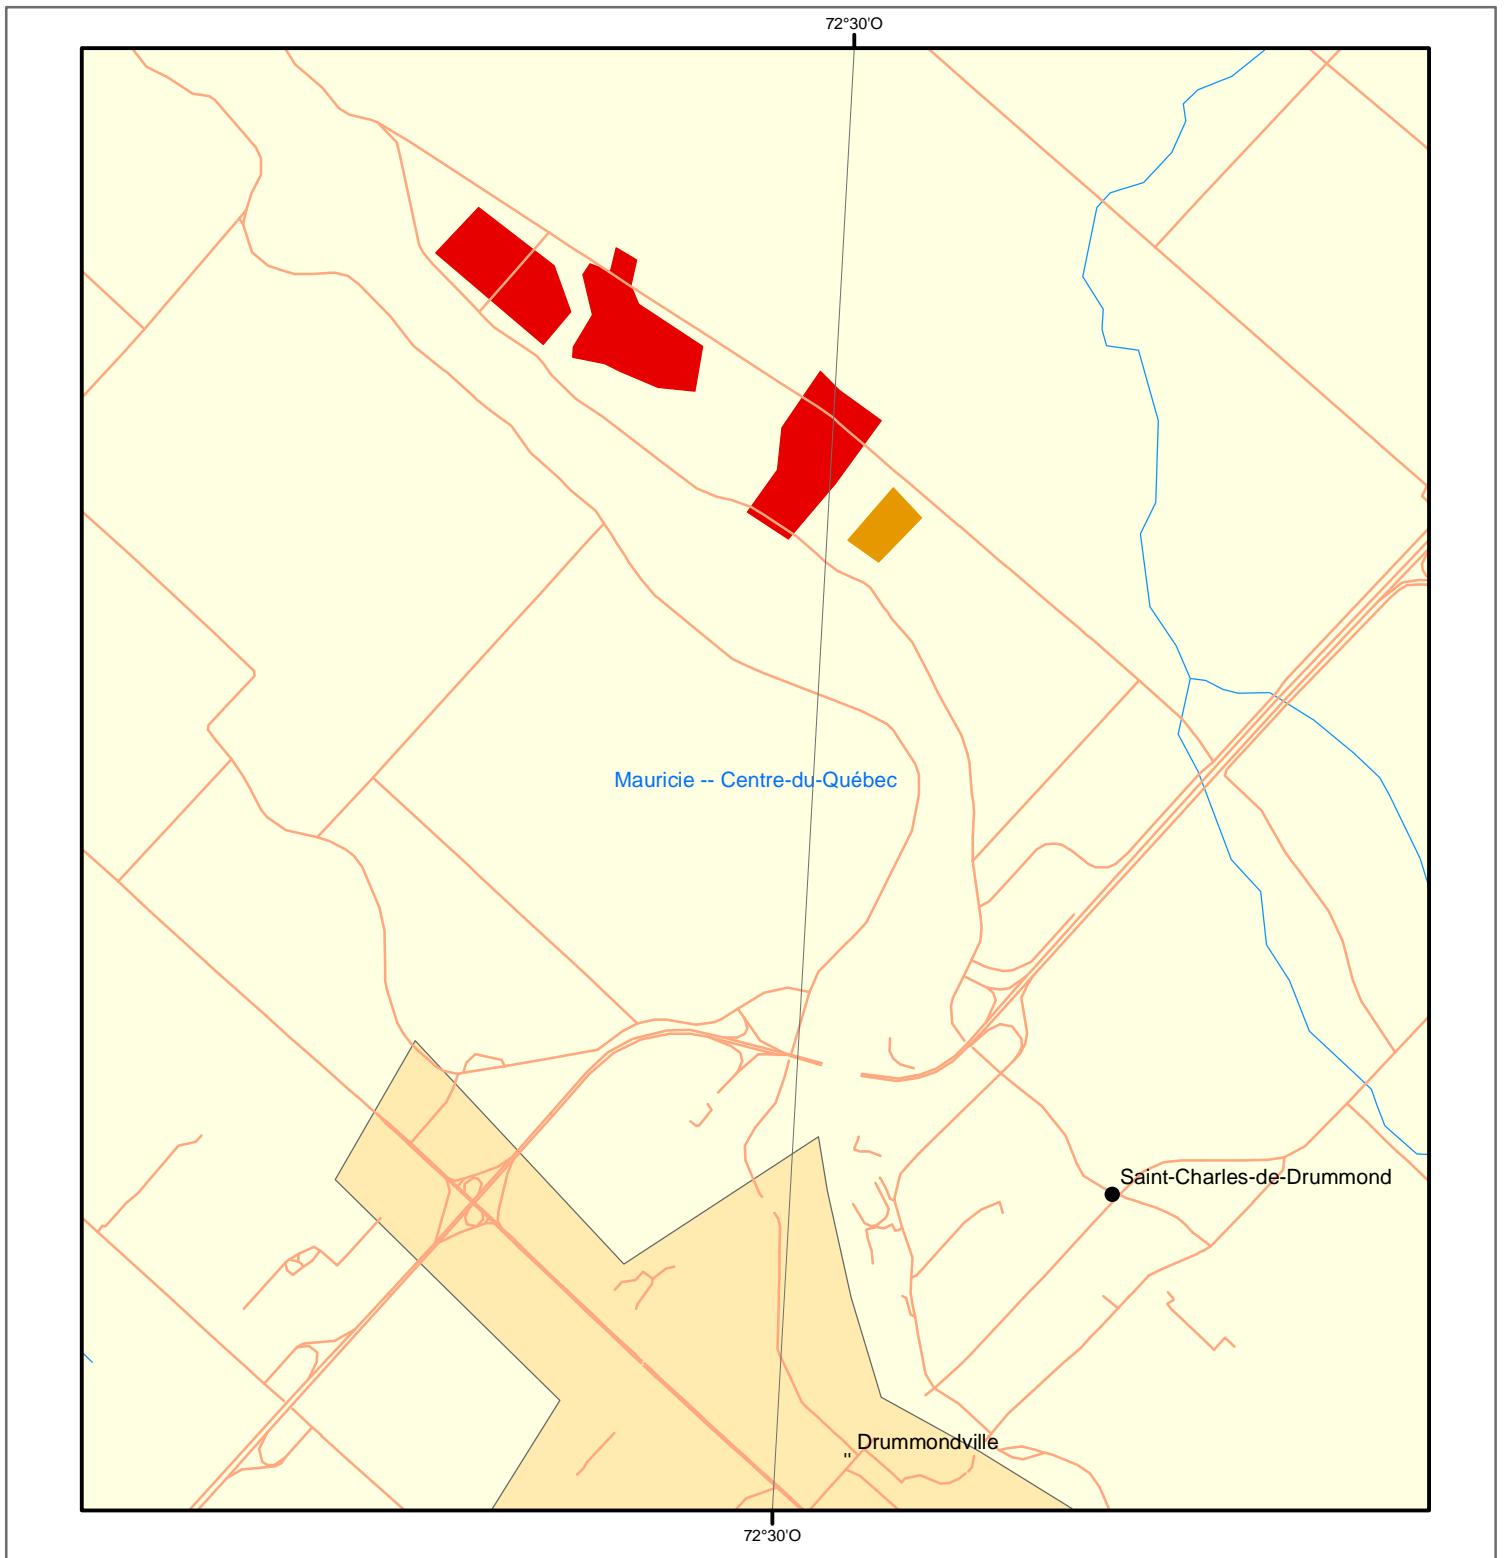 72°30'O
Mauricie -- Centre-du-Québec
Saint-Charles-de-Drummond
Drummondville
"
72°30'O